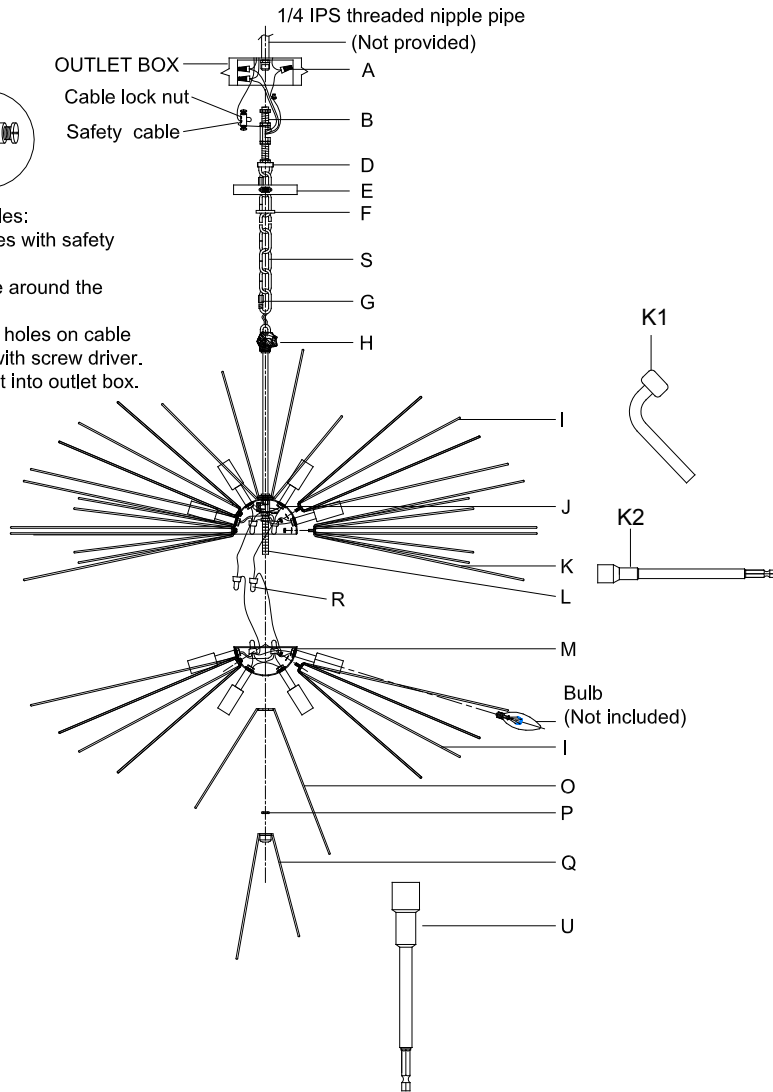 1/4 IPS threaded nipple pipe
(Not provided)
OUTLET BOX
A
Cable lock nut
B
Safety cable
D
E
F
les:
es with safety
S
e around the
G
holes on cable
with screw driver.
t into outlet box.
H
K1
I
J
K2
K
L
R
M
Bulb
(Not included)
I
O
P
Q
U